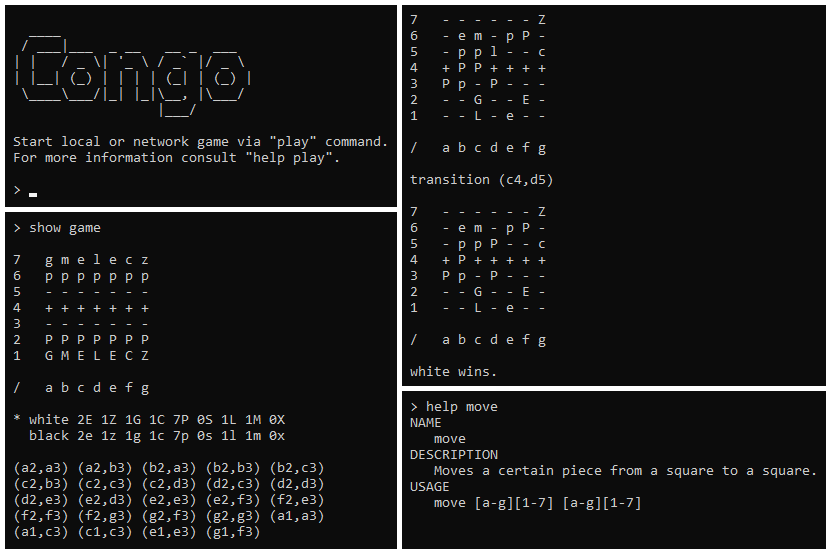 Congo
Start local or network game via "play" command.
For more information consult "help play".
>
> show game
7   g m e l e c z
6   p p p p p p p
5   - - - - - - -
4   + + + + + + +
3   - - - - - - -
2   P P P P P P P
1   G M E L E C Z
/   a b c d e f g
* white 2E 1Z 1G 1C 7P 0S 1L 1M 0X
  black 2e 1z 1g 1c 7p 0s 1l 1m 0x
(a2,a3) (a2,b3) (b2,a3) (b2,b3) (b2,c3)
(c2,b3) (c2,c3) (c2,d3) (d2,c3) (d2,d3)
(d2,e3) (e2,d3) (e2,e3) (e2,f3) (f2,e3)
(f2,f3) (f2,g3) (g2,f3) (g2,g3) (a1,a3)
(a1,c3) (c1,c3) (e1,e3) (g1,f3)
7   - - - - - - Z
6   - e m - p P -
5   - p p l - - c
4   + P P + + + +
3   P p - P - - -
2   - - G - - E -
1   - - L - e - -
/   a b c d e f g
transition (c4,d5)
7   - - - - - - Z
6   - e m - p P -
5   - p p P - - c
4   + P + + + + +
3   P p - P - - -
2   - - G - - E -
1   - - L - e - -
/   a b c d e f g
white wins.
> help move
NAME
   move
DESCRIPTION
   Moves a certain piece from a square to a square.
USAGE
   move [a-g][1-7] [a-g][1-7]